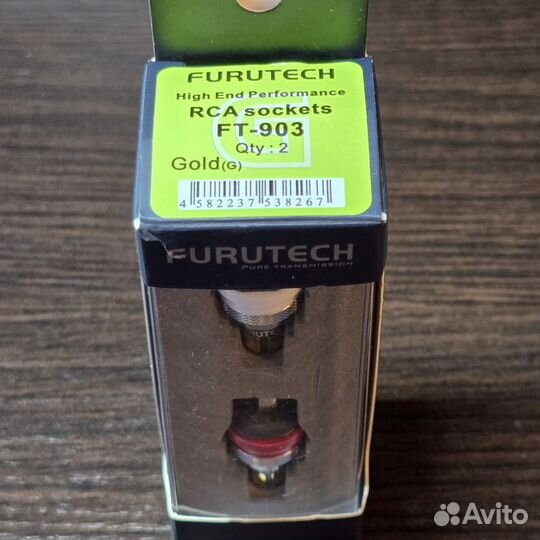 FURUTECH
High End Performance
RCA sockets
FT-903
Qty : 2
Gold(G)
4 582237 538267
FURUTECH
PURE TRANSMISSION
Avito